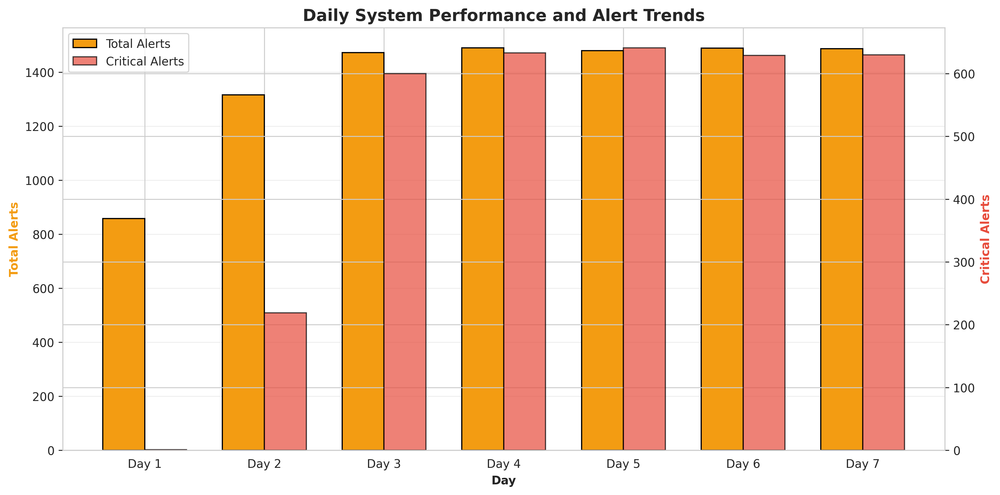 Daily System Performance and Alert Trends
Total Alerts
Critical Alerts
1400
1200
1000
800
600
400
200
0
Total Alerts
600
500
400
300
200
100
0
Critical Alerts
Day 1 Day 2 Day 3 Day 4 Day 5 Day 6 Day 7
Day